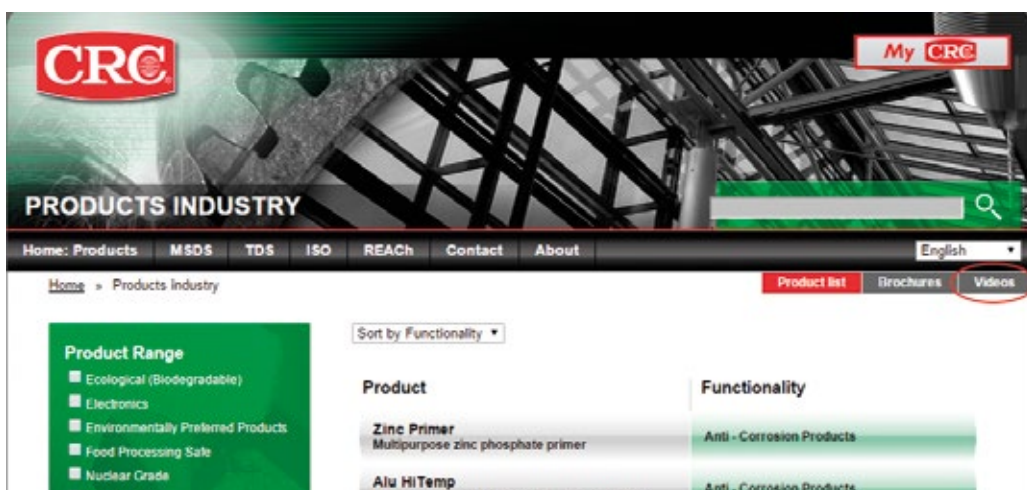 CRC
My CRC
PRODUCTS INDUSTRY
Home: Products MSDS TDS ISO REACh Contact About English
Home » Products Industry
Product list Brochures Videos
Sort by Functionality
Product Range
Ecological (Biodegradable)
Electronics
Environmentally Preferred Products
Food Processing Safe
Nuclear Grade
Product Functionality
Zinc Primer
Multipurpose zinc phosphate primer
Anti - Corrosion Products
Alu HiTemp
Anti - Corrosion Products